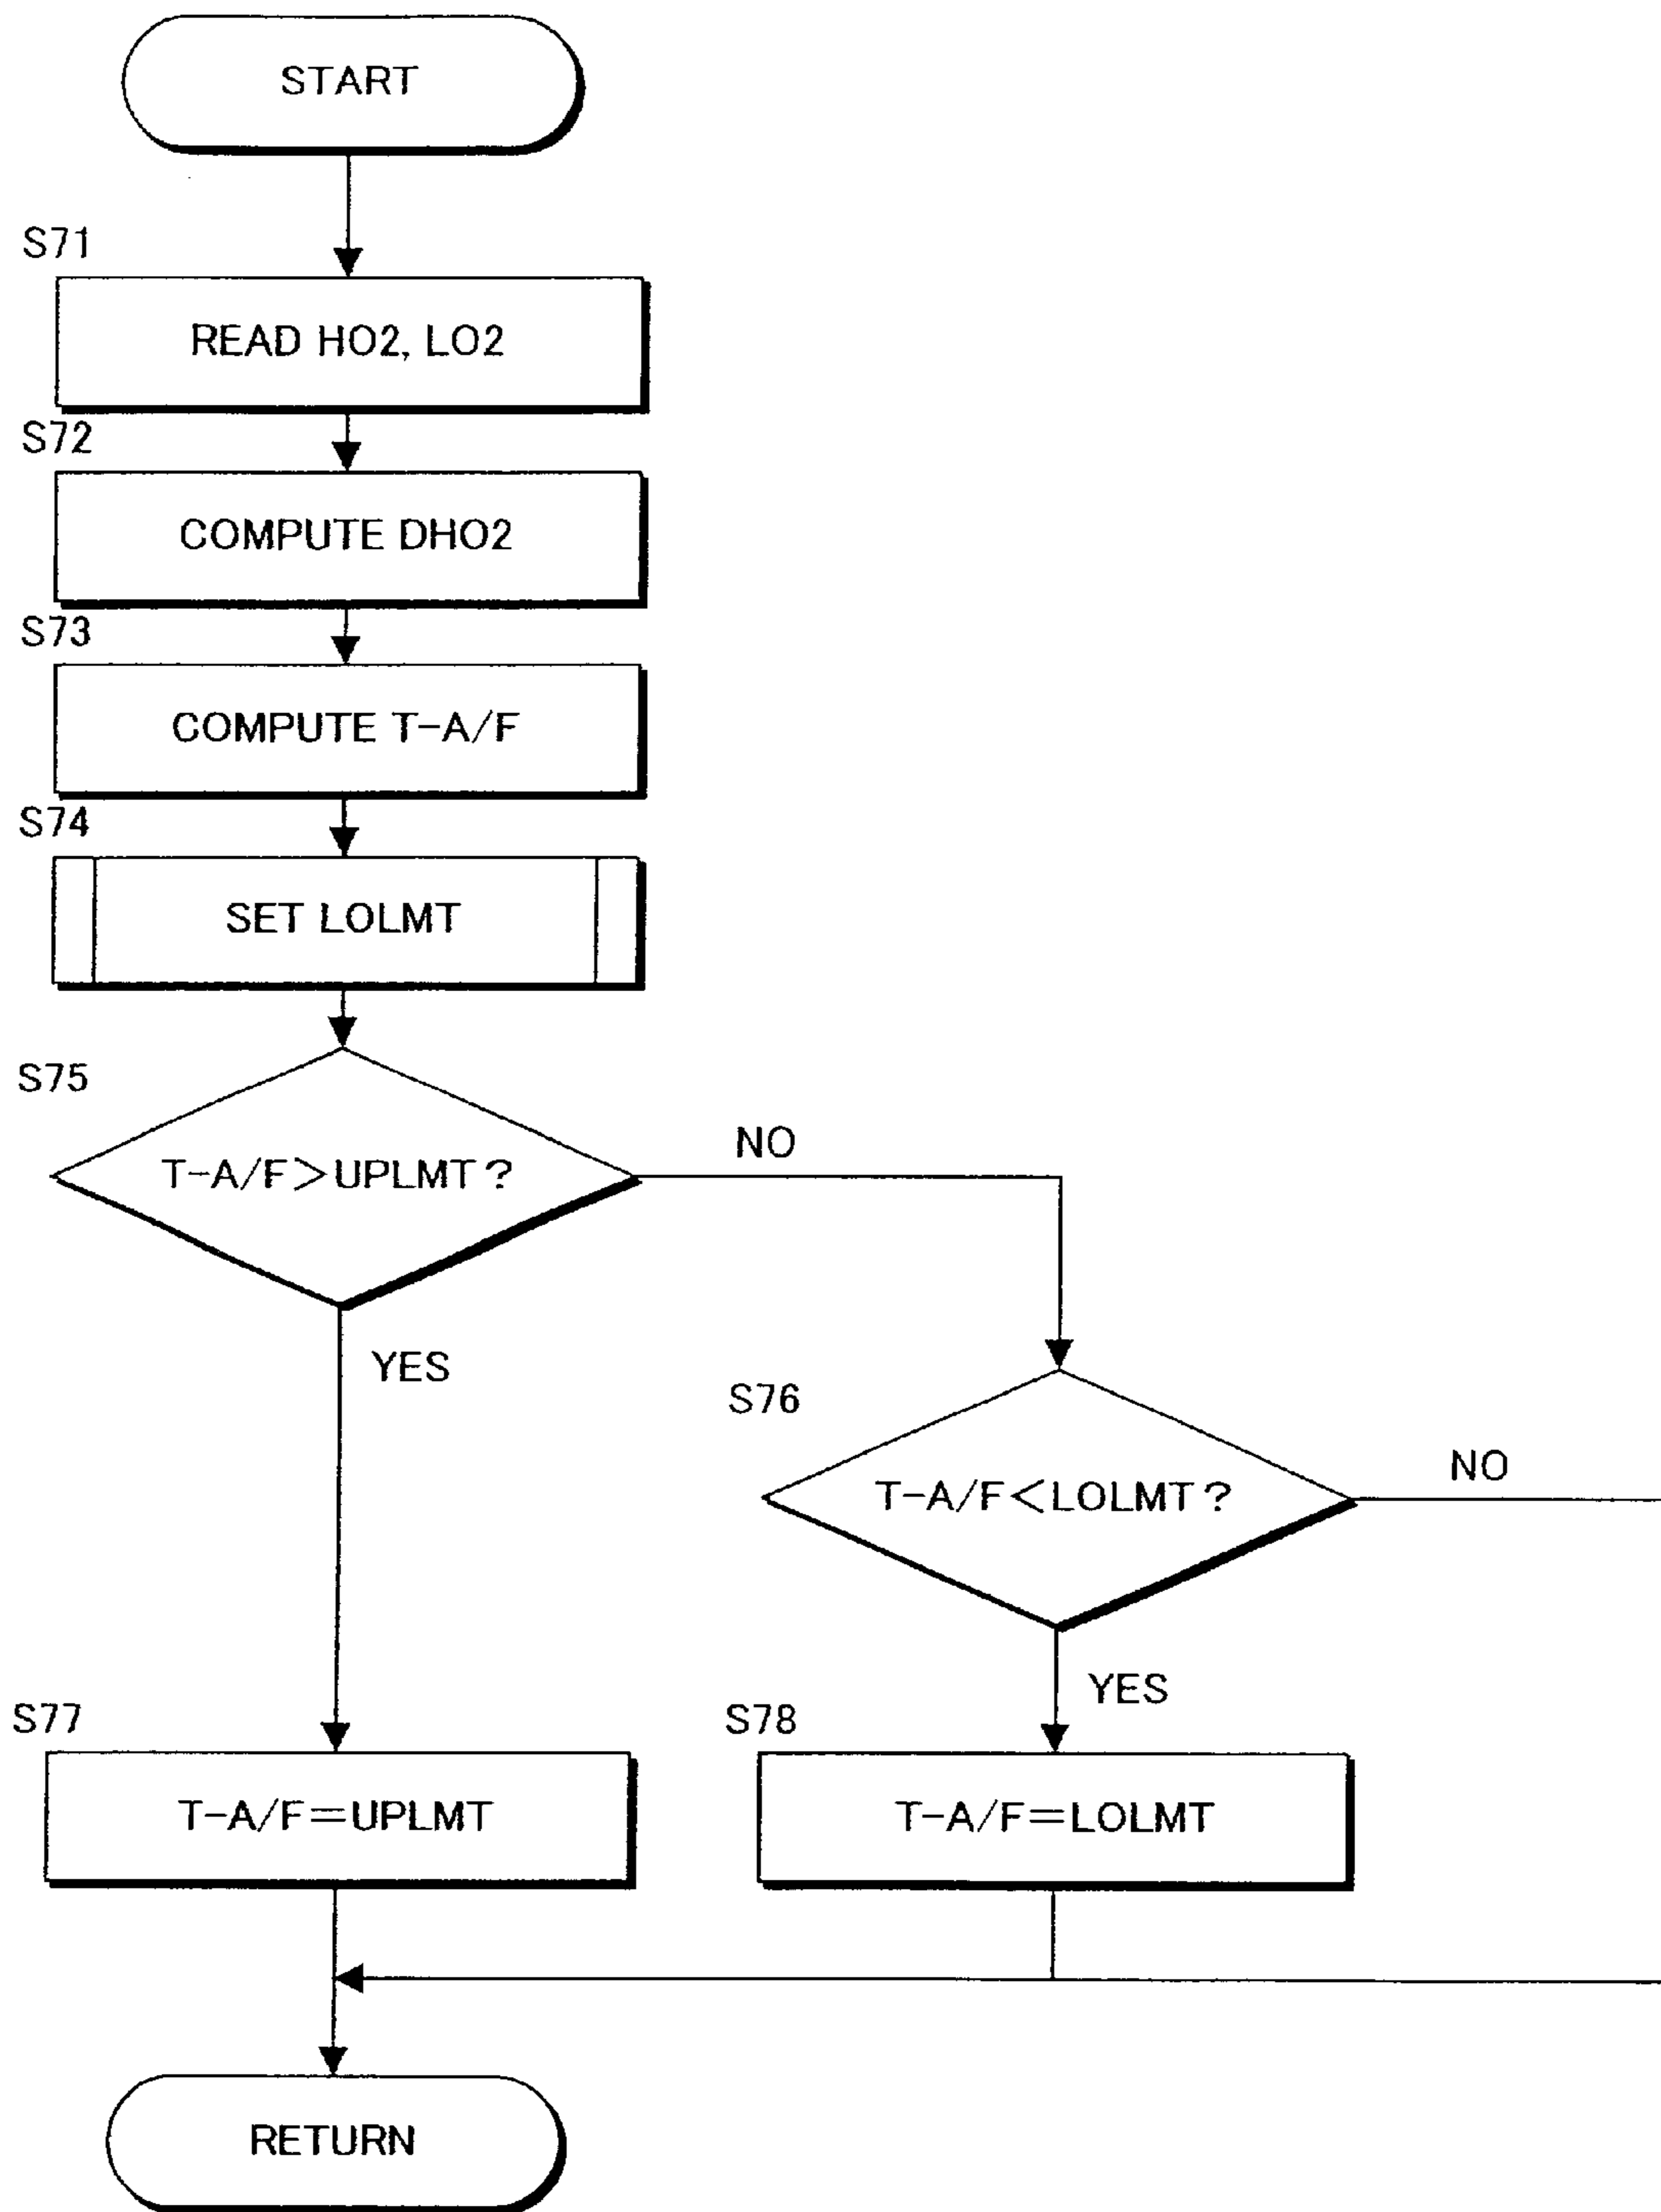 START
S71
READ HO2, LO2
S72
COMPUTE DHO2
S73
COMPUTE T-A/F
S74
SET LOLMT
S75
T-A/F>UPLMT?
NO
YES
S76
T-A/F<LOLMT?
NO
YES
S77
T-A/F=UPLMT
S78
T-A/F=LOLMT
RETURN